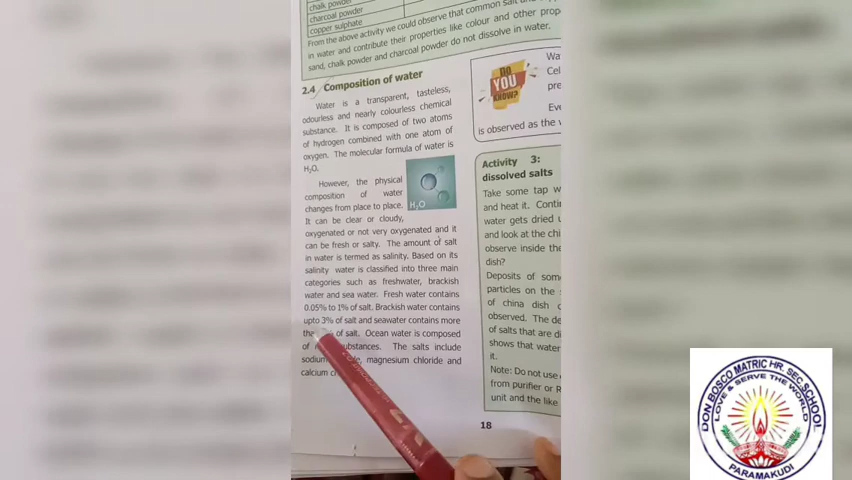 chalk powder
charcoal powder
copper sulphate
From the above activity we could observe that common salt and
in water and contribute their properties like colour and other prop
sand, chalk powder and charcoal powder do not dissolve in water.
2.4 Composition of water
Water is a transparent, tasteless,
odourless and nearly colourless chemical
substance. It is composed of two atoms
of hydrogen combined with one atom of
oxygen. The molecular formula of water is
H₂O.
However, the physical
composition of water
changes from place to place.
It can be clear or cloudy,
oxygenated or not very oxygenated and it
can be fresh or salty. The amount of salt
in water is termed as salinity. Based on its
salinity water is classified into three main
categories such as freshwater, brackish
water and sea water. Fresh water contains
0.05% to 1% of salt. Brackish water contains
upto 3% of salt and seawater contains more
of salt. Ocean water is composed
of
The salts include
magnesium chloride and
calcium
H₂O
DO
YOU
KNOW?
Wa
Cel
pre
Eve
is observed as the
Activity 3:
dissolved salts
Take some tap w
and heat it. Contin
water gets dried u
and look at the chi
observe inside the
dish?
Deposits of som
particles on the
of china dish
observed. The de
of salts that are di
shows that water
it.
Note: Do not use
from purifier or R
unit and the like
18
DON BOSCO MATRIC HR. SEC. SCHOOL
LOVE & SERVE THE WORLD
PARAMAKUDI